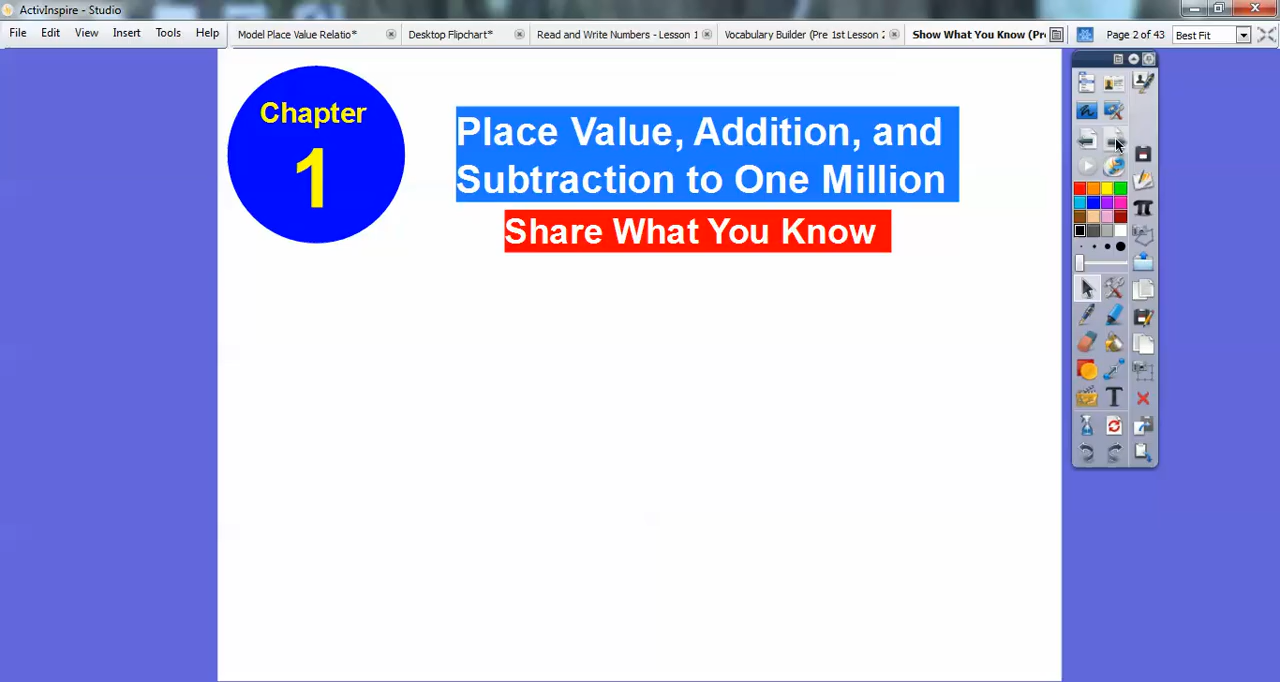 ActivInspire - Studio
File Edit View Insert Tools Help
Model Place Value Relatio* Desktop Flipchart* Read and Write Numbers - Lesson 1 Vocabulary Builder (Pre 1st Lesson 2 Show What You Know (Pre
Page 2 of 43 Best Fit
Chapter
1
Place Value, Addition, and
Subtraction to One Million
Share What You Know